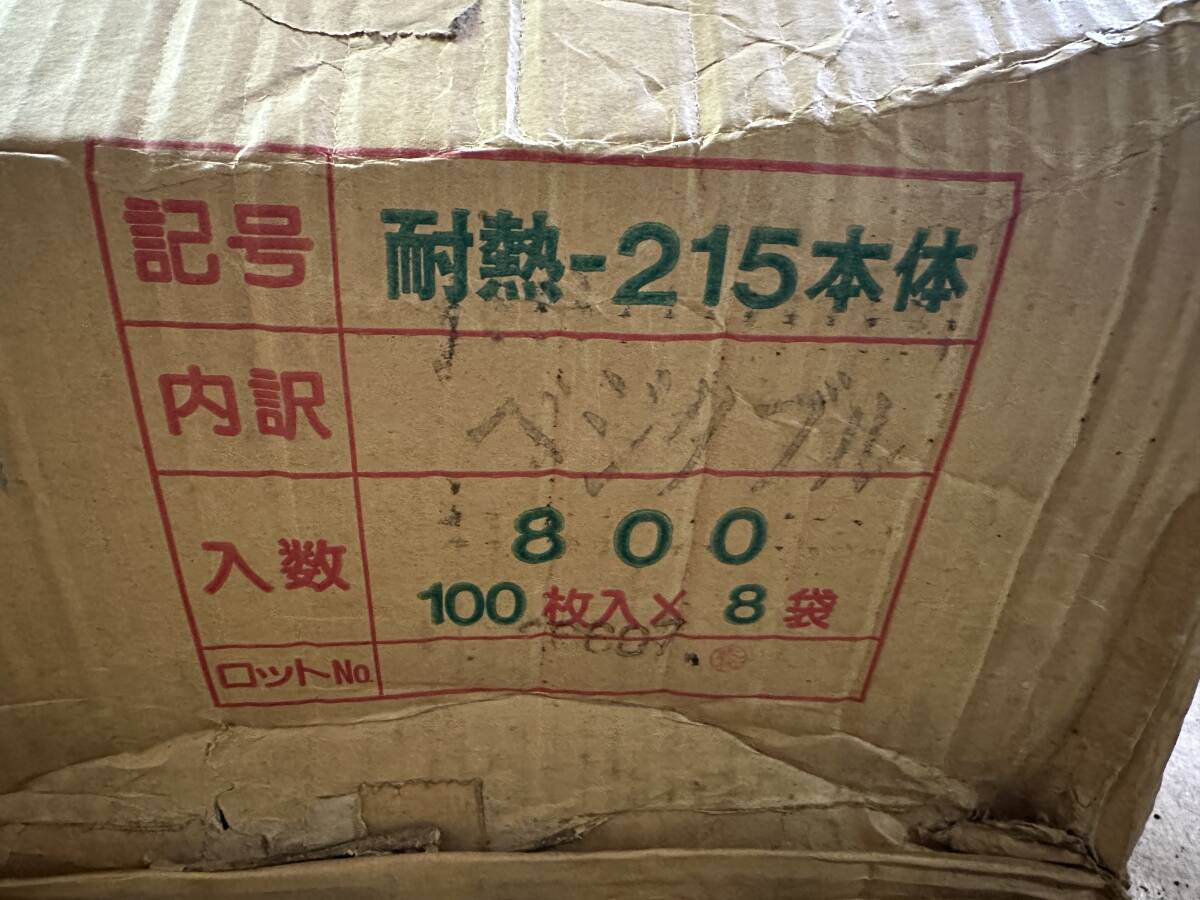 記号 耐熱-215本体
内訳 ベジタブル
入数 800
100枚入×8袋
ロットNo.